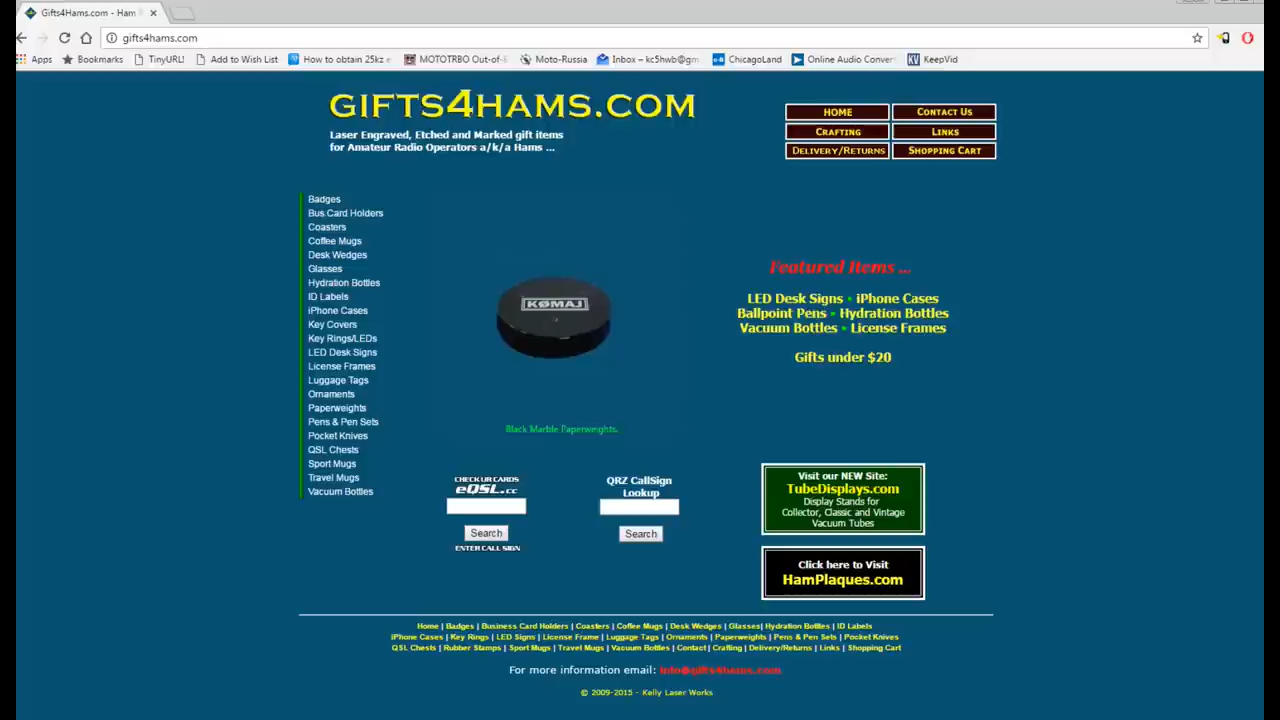 Gifts4Hams.com - Ham
gifts4hams.com
Apps Bookmarks TinyURL! Add to Wish List How to obtain 25kz e MOTOTRBO Out-of- Moto-Russia Inbox – kc5hwb@gm ChicagoLand Online Audio Conver KeepVid
GIFTS4HAMS.COM
Laser Engraved, Etched and Marked gift items
for Amateur Radio Operators a/k/a Hams ...
HOME CONTACT US
CRAFTING LINKS
DELIVERY/RETURNS SHOPPING CART
Badges
Bus.Card Holders
Coasters
Coffee Mugs
Desk Wedges
Glasses
Hydration Bottles
ID Labels
iPhone Cases
Key Covers
Key Rings/LEDs
LED Desk Signs
License Frames
Luggage Tags
Ornaments
Paperweights
Pens & Pen Sets
Pocket Knives
QSL Chests
Sport Mugs
Travel Mugs
Vacuum Bottles
KØMAJ
Black Marble Paperweights.
Featured Items ...
LED Desk Signs • iPhone Cases
Ballpoint Pens • Hydration Bottles
Vacuum Bottles • License Frames
Gifts under $20
CHECK UR CARDS
eQSL.cc
Search
ENTER CALL SIGN
QRZ CallSign
Lookup
Search
Visit our NEW Site:
TubeDisplays.com
Display Stands for
Collector, Classic and Vintage
Vacuum Tubes
Click here to Visit
HamPlaques.com
Home | Badges | Business Card Holders | Coasters | Coffee Mugs | Desk Wedges | Glasses| Hydration Bottles | ID Labels
iPhone Cases | Key Rings | LED Signs | License Frame | Luggage Tags | Ornaments | Paperweights | Pens & Pen Sets | Pocket Knives
QSL Chests | Rubber Stamps | Sport Mugs | Travel Mugs | Vacuum Bottles | Contact | Crafting | Delivery/Returns | Links | Shopping Cart
For more information email: info@gifts4hams.com
© 2009-2015 - Kelly Laser Works